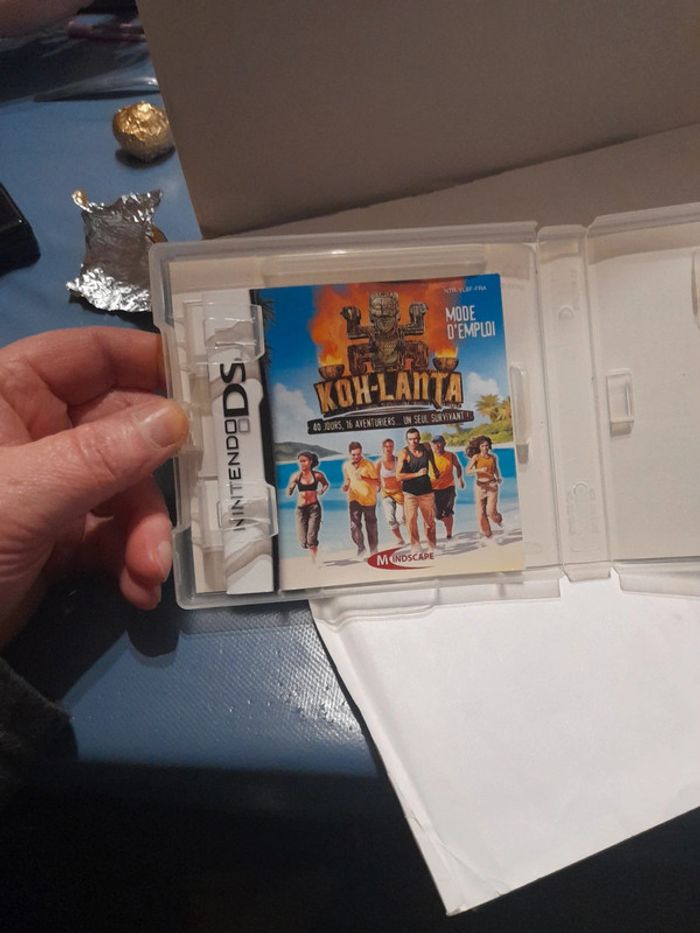 NINTENDO DS
NTR-YLBF-FRA
MODE
D'EMPLOI
KOH-LANTA
40 JOURS, 16 AVENTURIERS... UN SEUL SURVIVANT !
MINDSCAPE